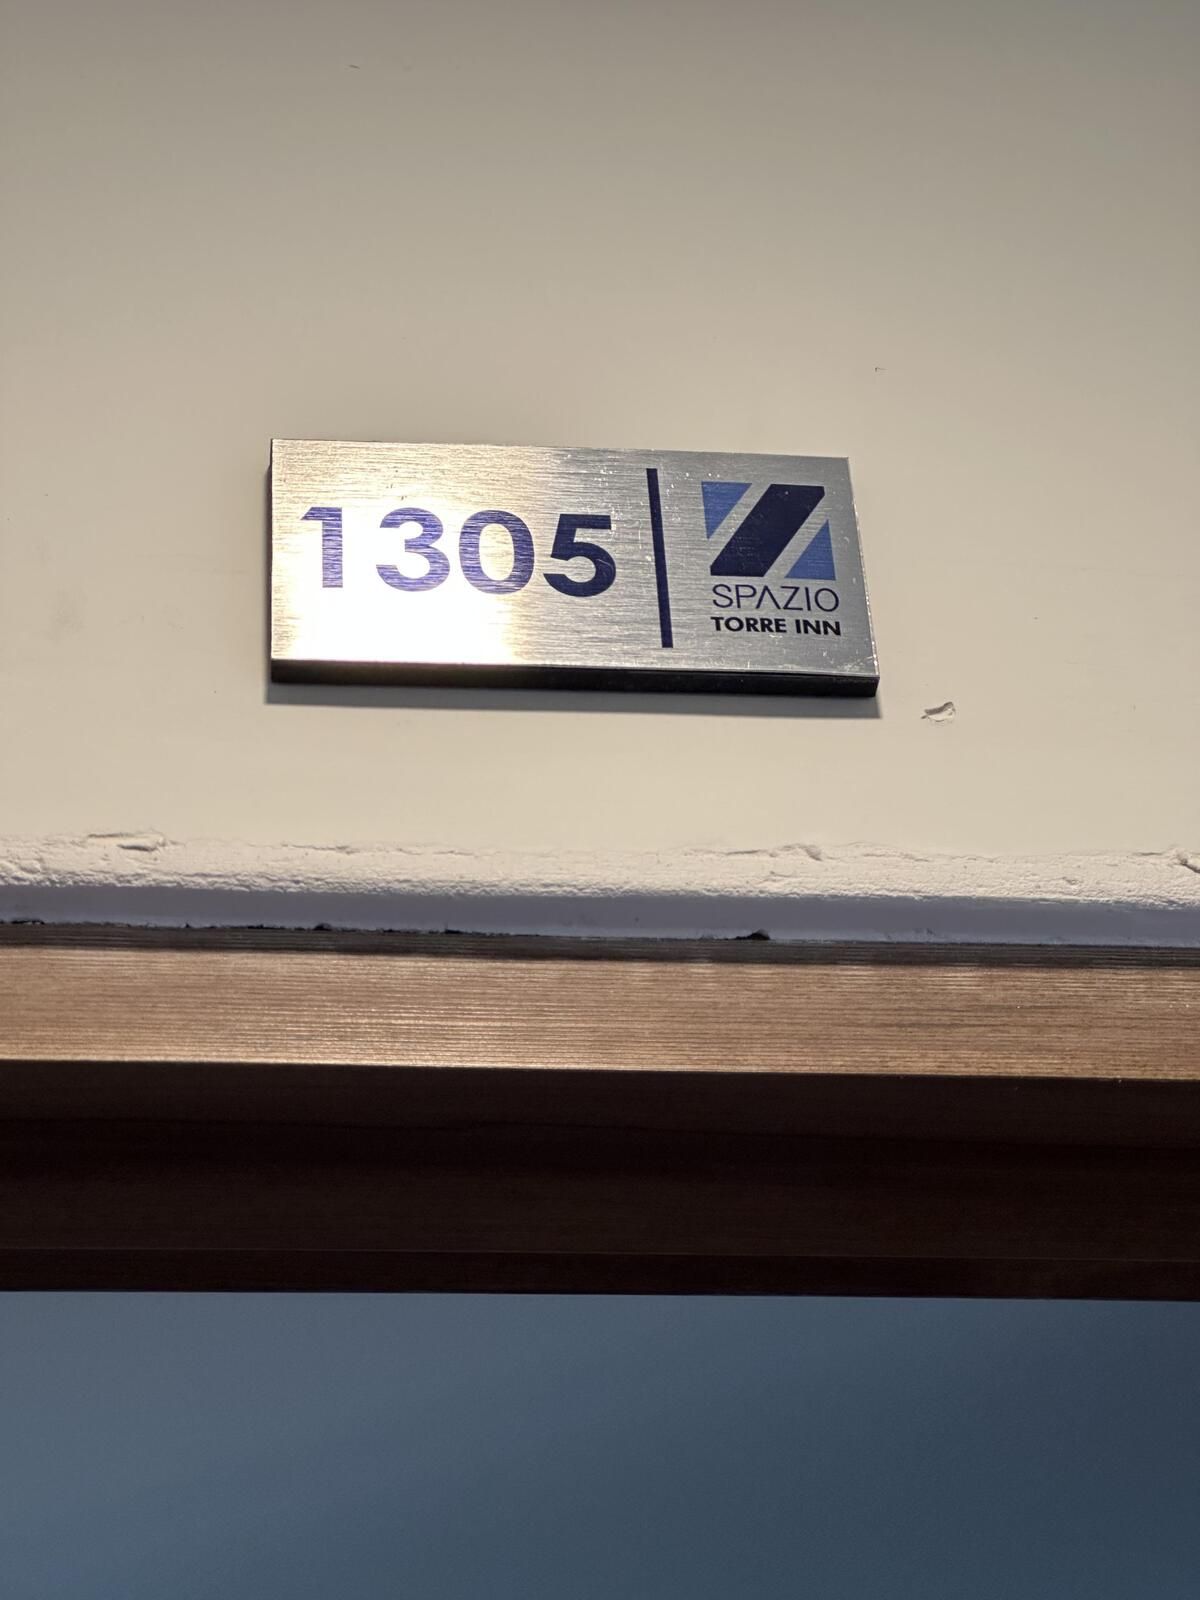 1305
SPAZIO
TORRE INN